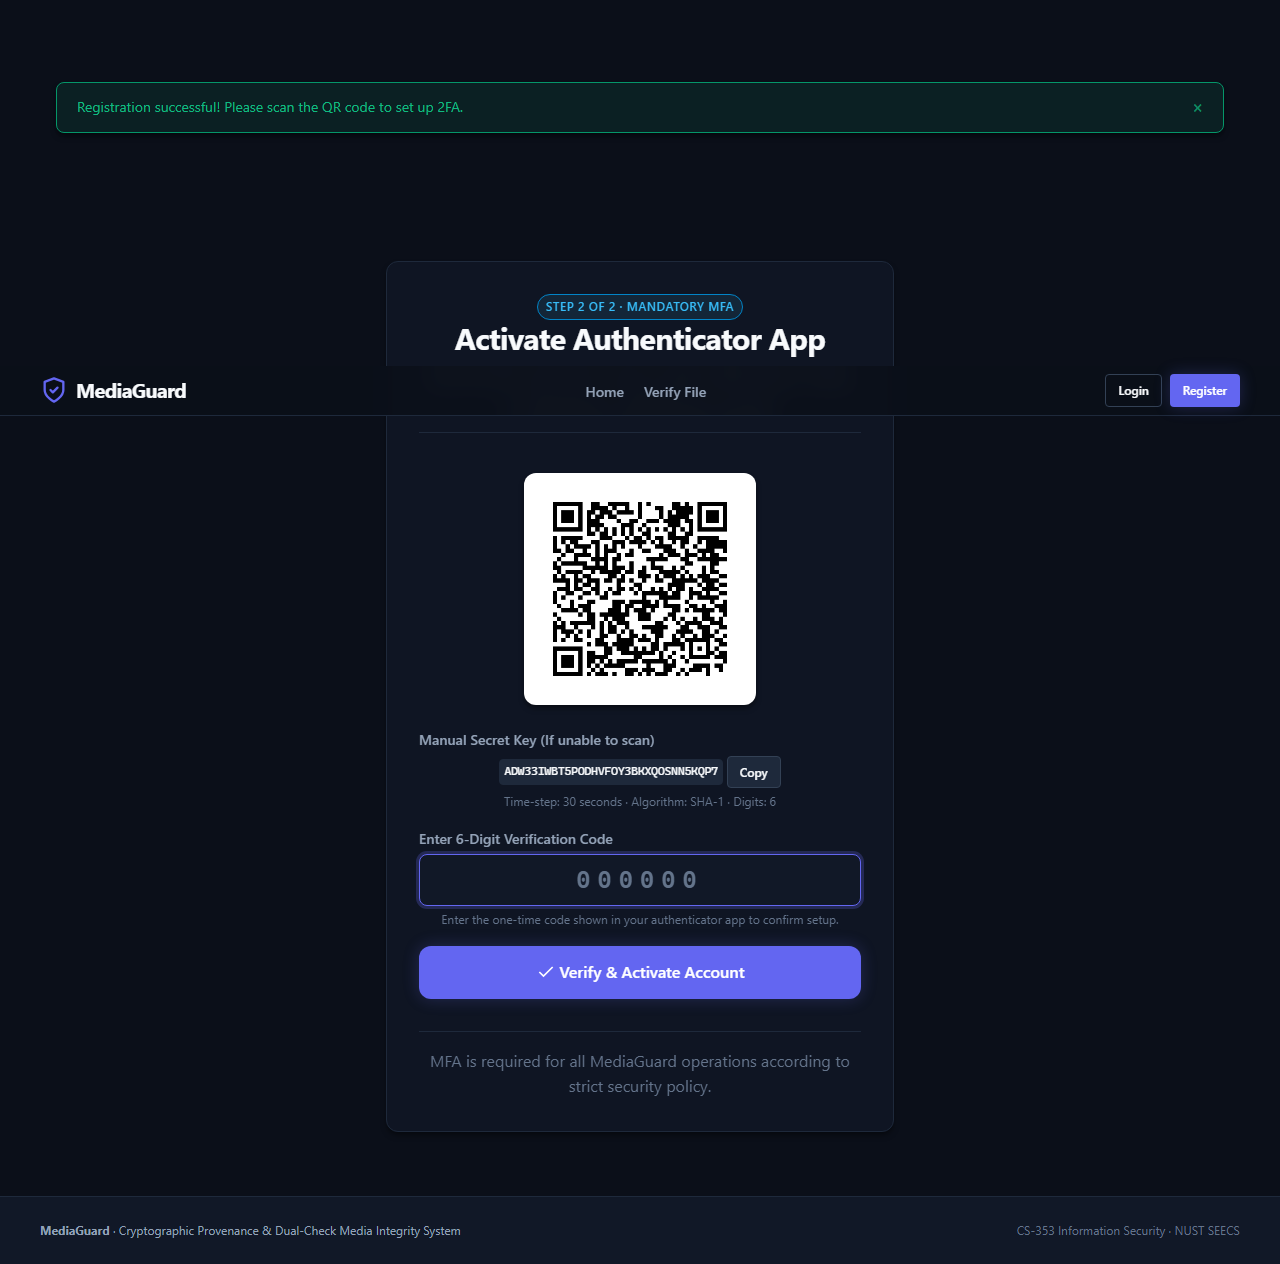 Registration successful! Please scan the QR code to set up 2FA.
×
STEP 2 OF 2 · MANDATORY MFA
Activate Authenticator App
MediaGuard
Home
Verify File
Login
Register
Manual Secret Key (If unable to scan)
ADW33IWBT5PODHVFOY3BKXQOSNN5KQP7
Copy
Time-step: 30 seconds · Algorithm: SHA-1 · Digits: 6
Enter 6-Digit Verification Code
000000
Enter the one-time code shown in your authenticator app to confirm setup.
Verify & Activate Account
MFA is required for all MediaGuard operations according to
strict security policy.
MediaGuard · Cryptographic Provenance & Dual-Check Media Integrity System
CS-353 Information Security · NUST SEECS